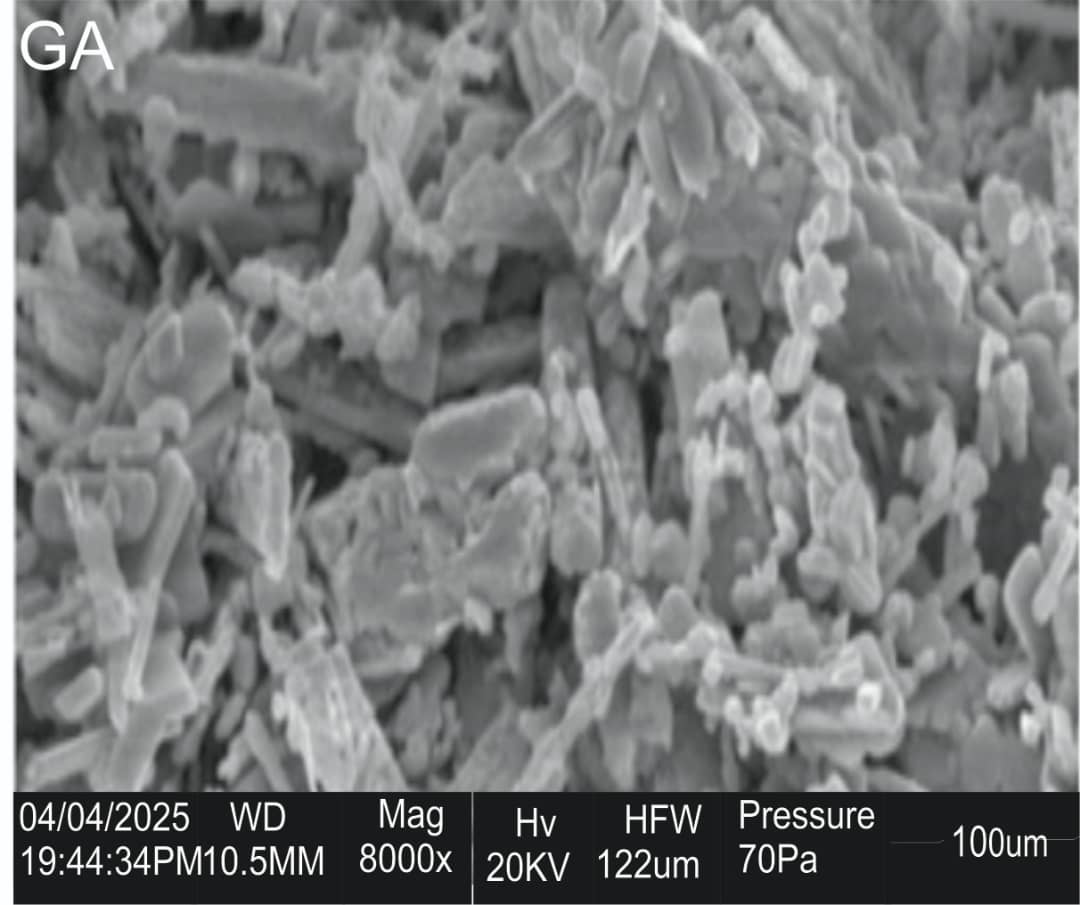 GA
04/04/2025 WD Mag Hv HFW Pressure
19:44:34PM10.5MM 8000x 20KV 122um 70Pa 100um